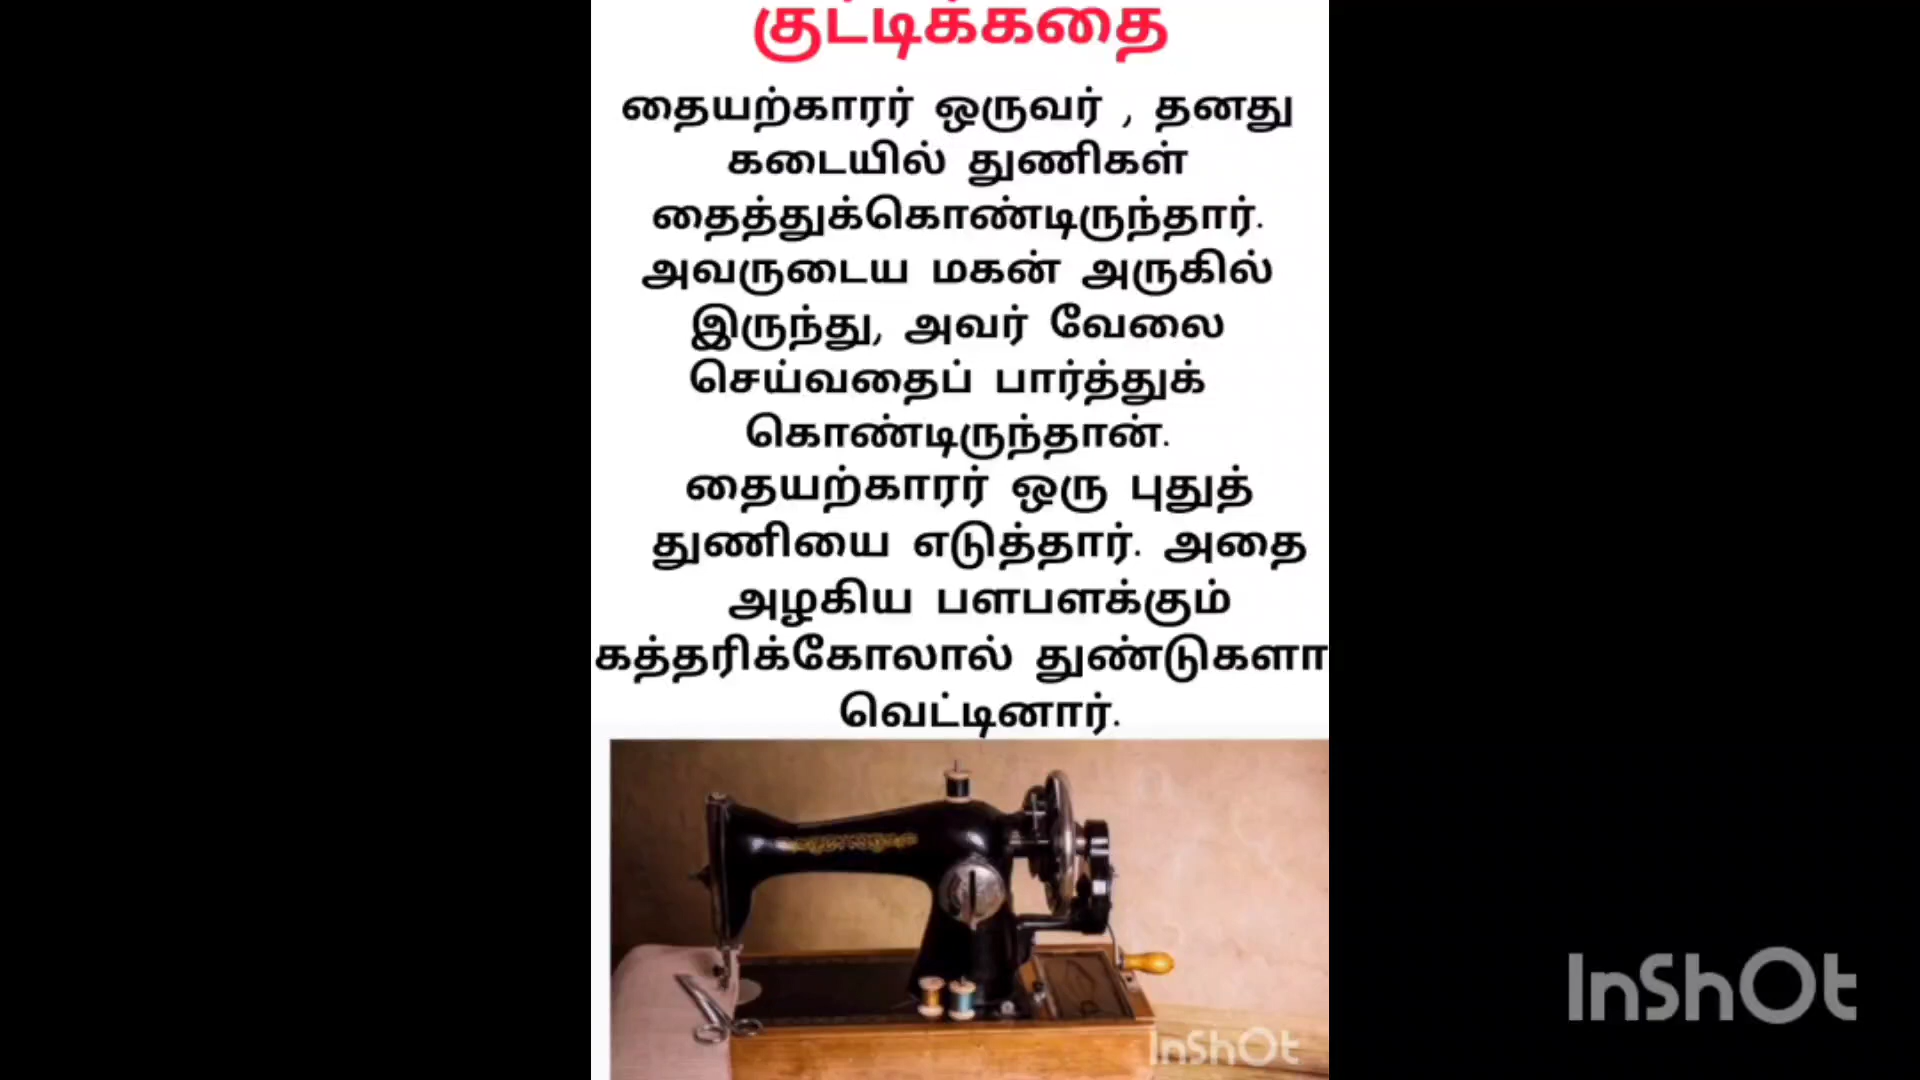 குட்டிக்கதை
தையற்காரர் ஒருவர் , தனது
கடையில் துணிகள்
தைத்துக்கொண்டிருந்தார்.
அவருடைய மகன் அருகில்
இருந்து, அவர் வேலை
செய்வதைப் பார்த்துக்
கொண்டிருந்தான்.
தையற்காரர் ஒரு புதுத்
துணியை எடுத்தார். அதை
அழகிய பளபளக்கும்
கத்தரிக்கோலால் துண்டுகளா
வெட்டினார்.
InShOt
InShOt